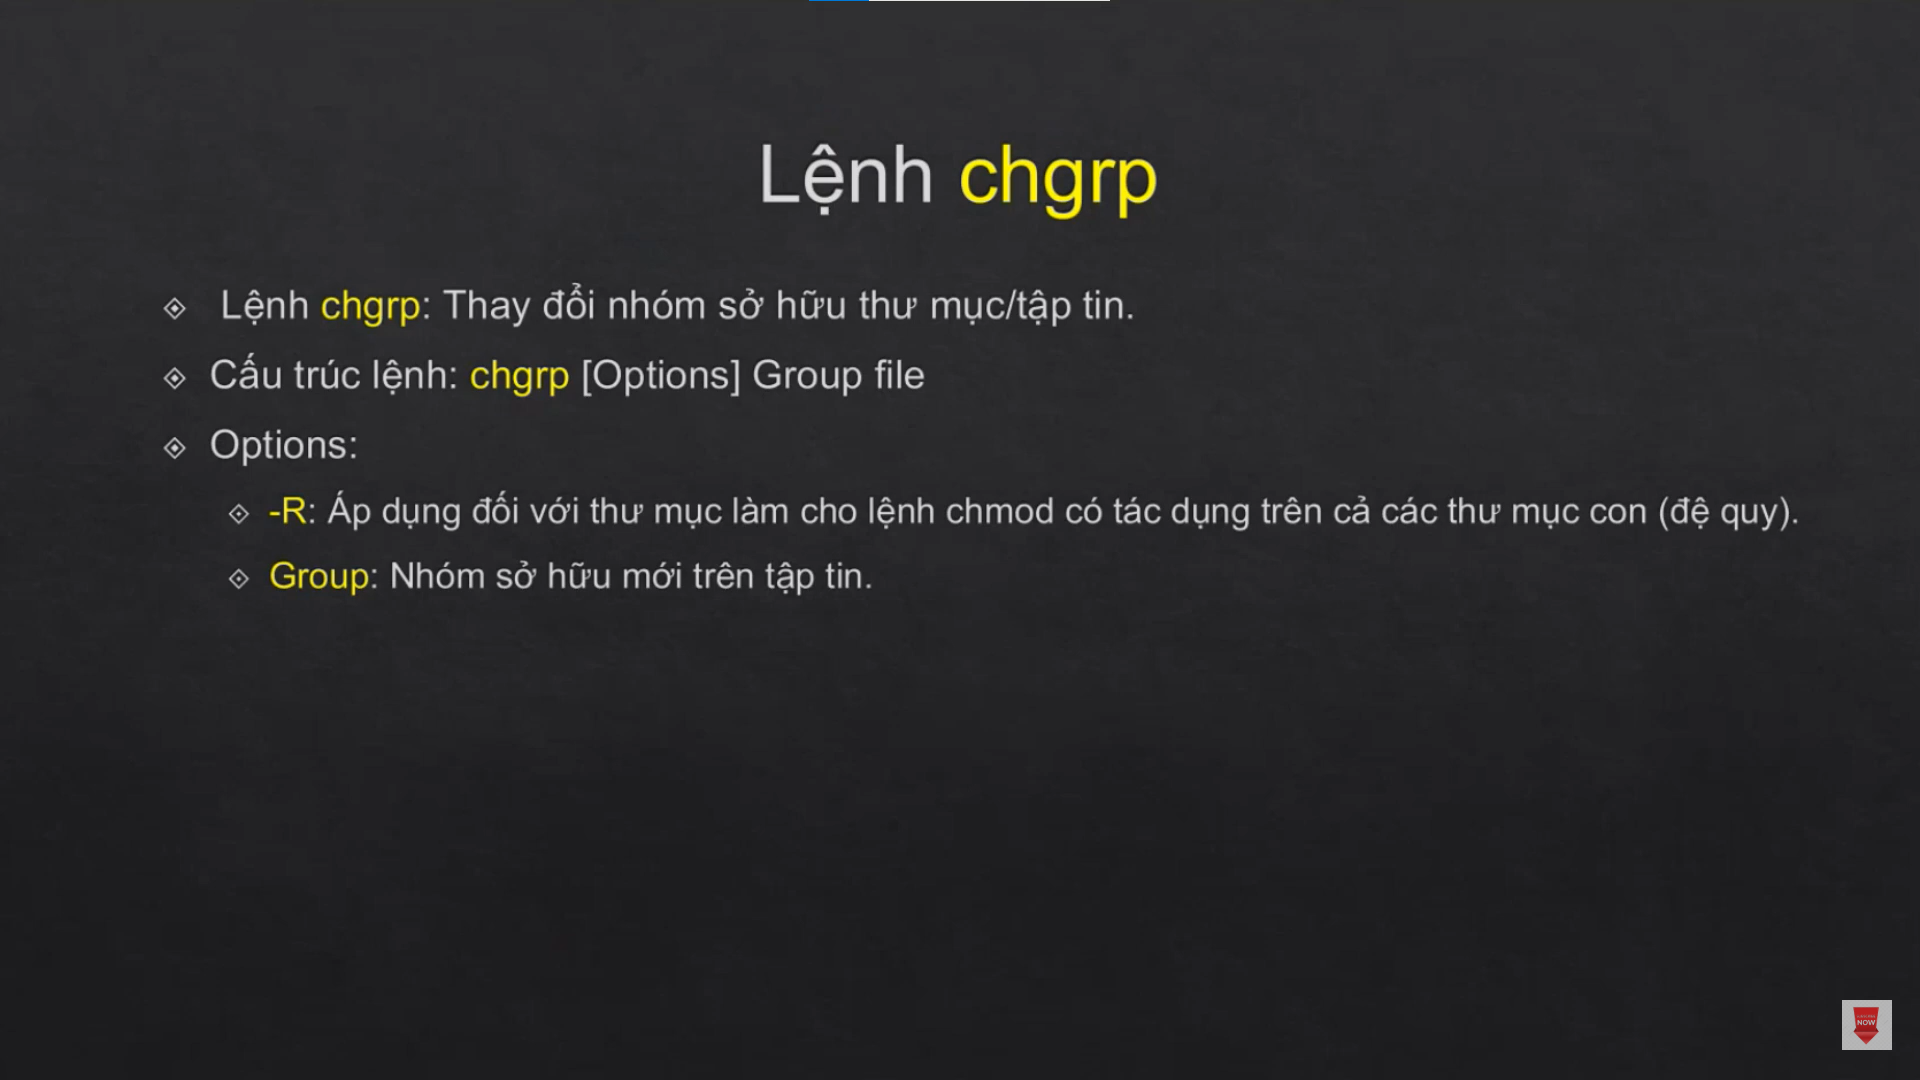 Lệnh chgrp
Lệnh chgrp: Thay đổi nhóm sở hữu thư mục/tập tin.
Cấu trúc lệnh: chgrp [Options] Group file
Options:
-R: Áp dụng đối với thư mục làm cho lệnh chmod có tác dụng trên cả các thư mục con (đệ quy).
Group: Nhóm sở hữu mới trên tập tin.
NOW